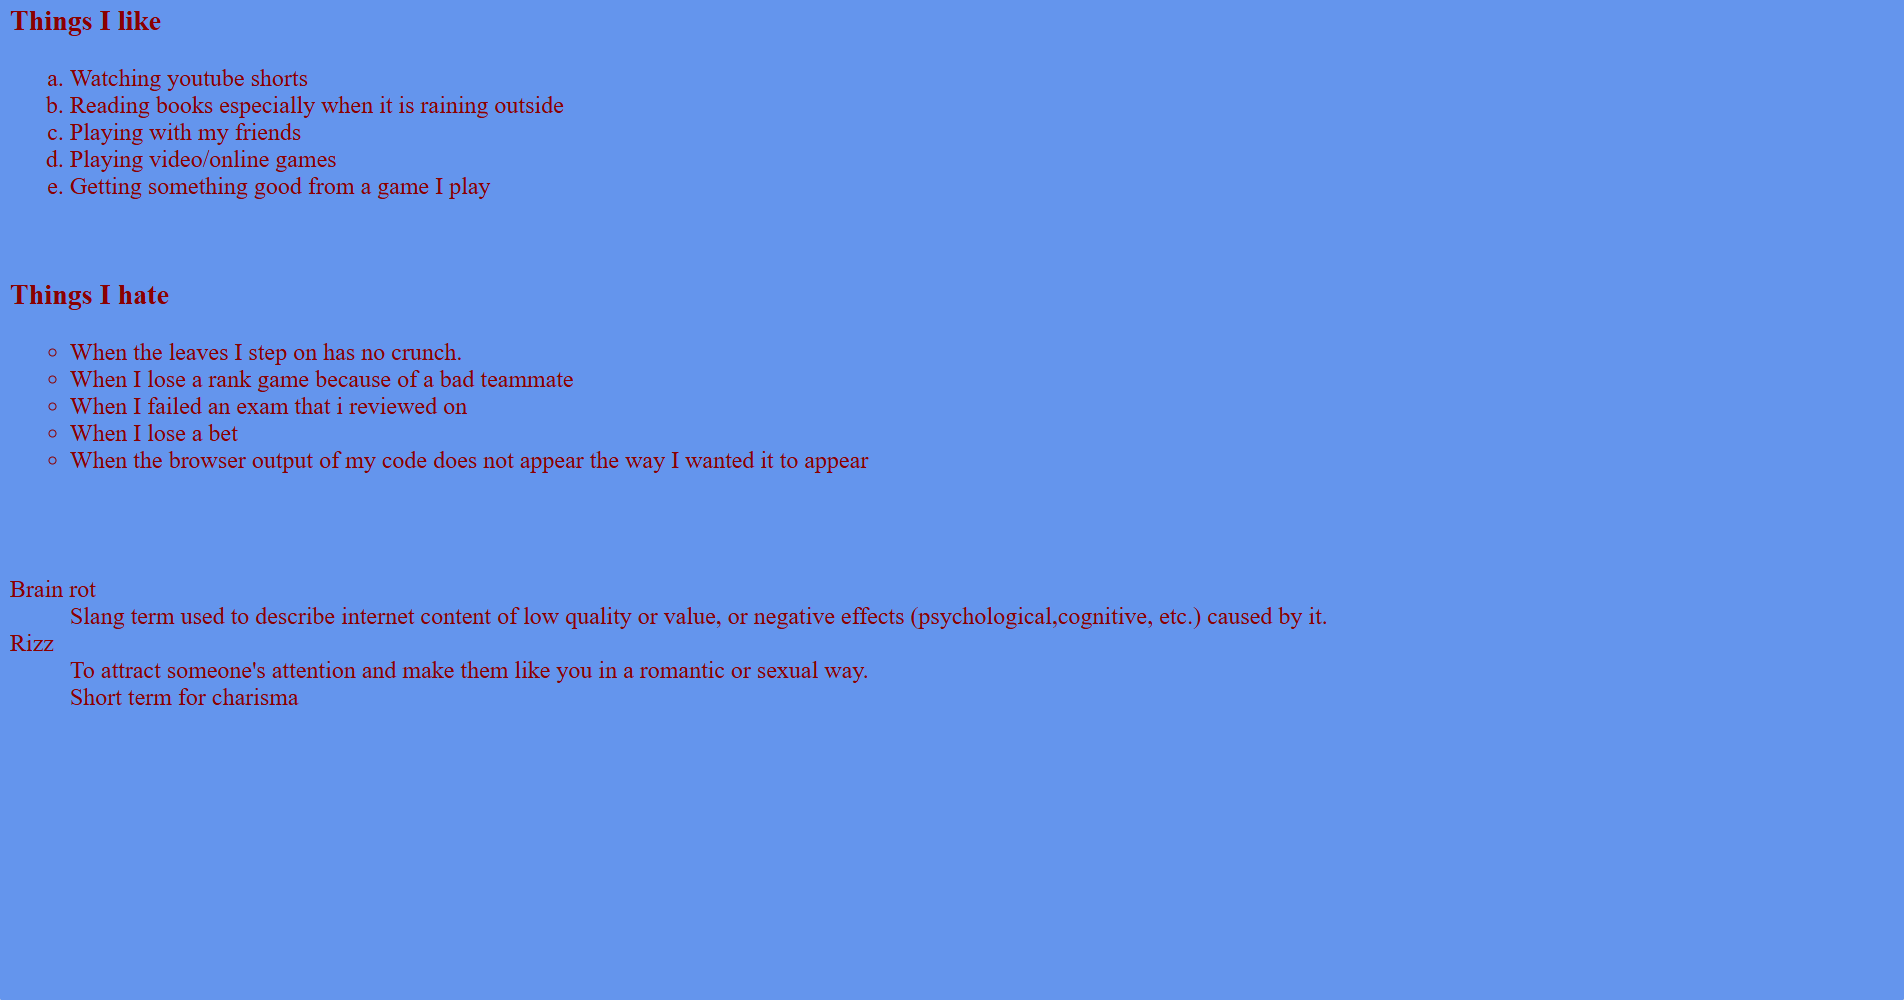 Things I like
a. Watching youtube shorts
b. Reading books especially when it is raining outside
c. Playing with my friends
d. Playing video/online games
e. Getting something good from a game I play
Things I hate
◦ When the leaves I step on has no crunch.
◦ When I lose a rank game because of a bad teammate
◦ When I failed an exam that i reviewed on
◦ When I lose a bet
◦ When the browser output of my code does not appear the way I wanted it to appear
Brain rot
Slang term used to describe internet content of low quality or value, or negative effects (psychological,cognitive, etc.) caused by it.
Rizz
To attract someone's attention and make them like you in a romantic or sexual way.
Short term for charisma